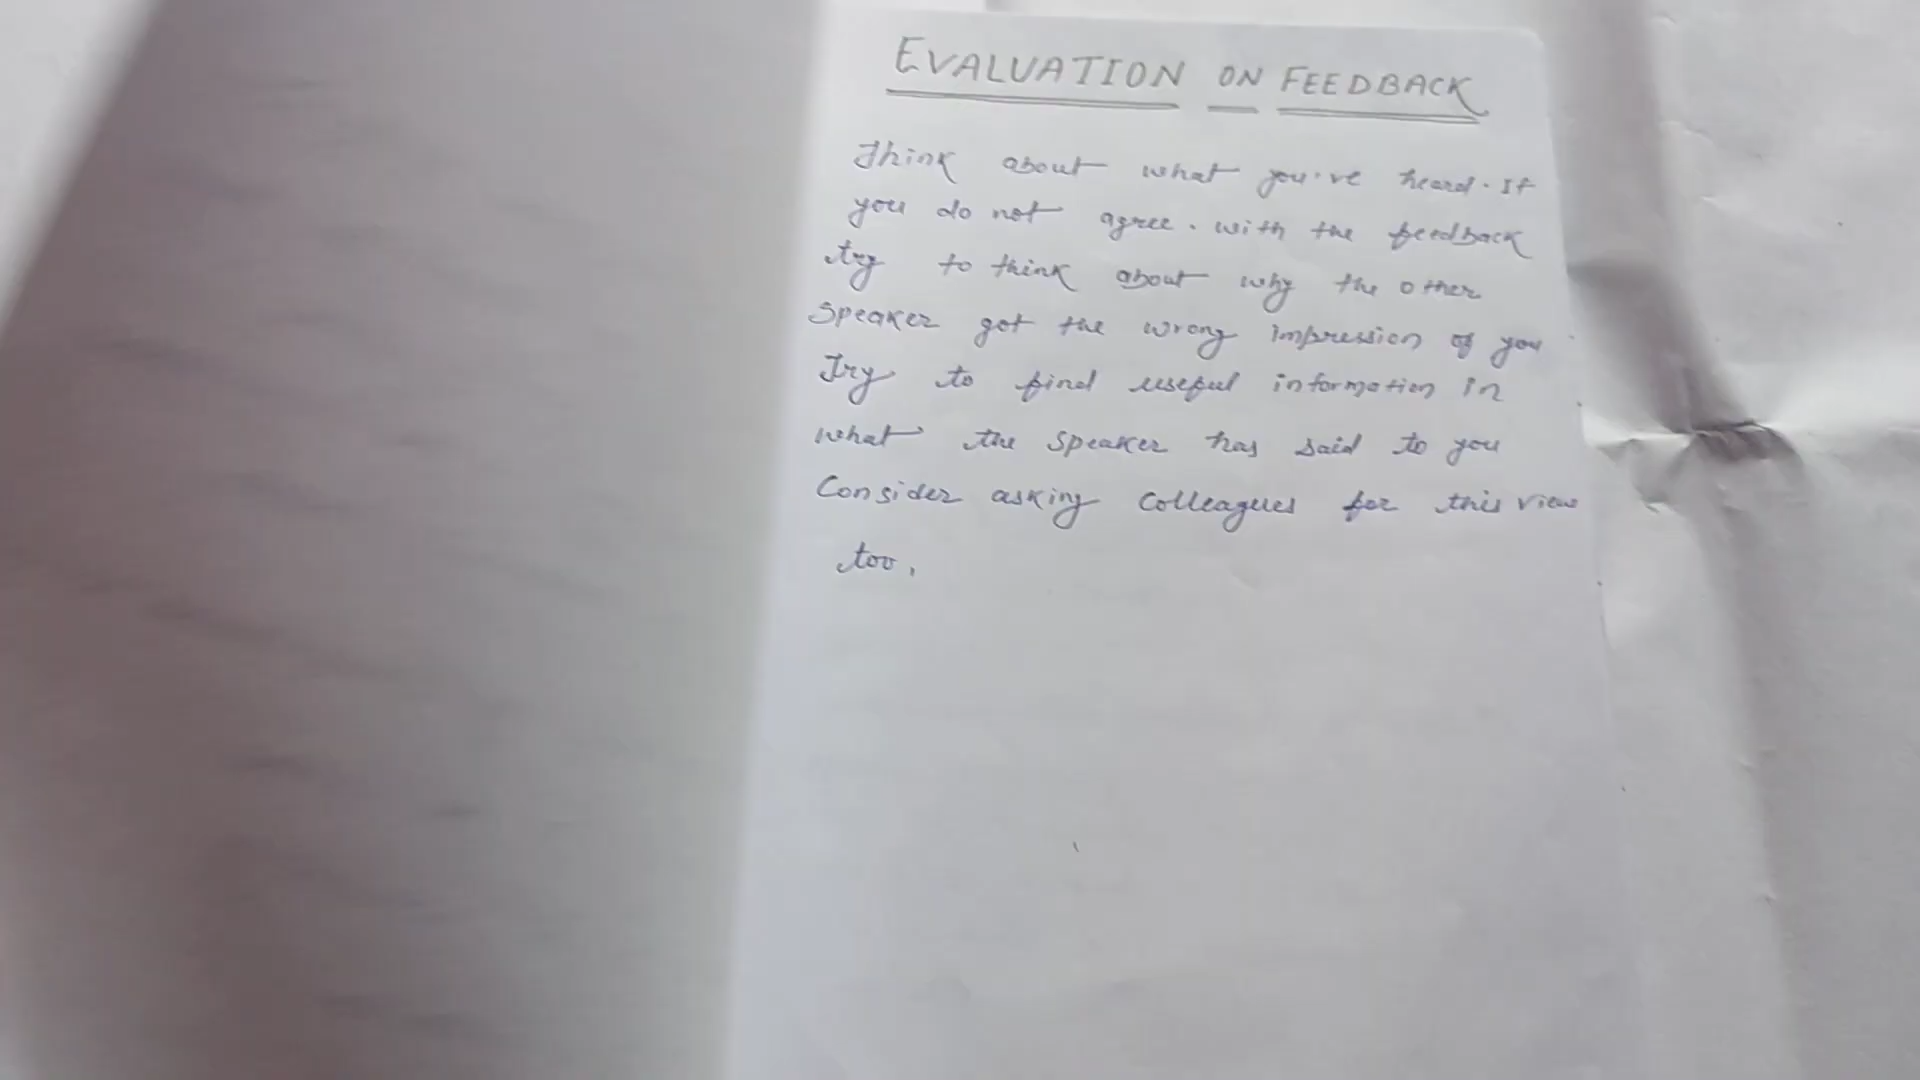 EVALUATION ON FEEDBACK
Think about what you've heard. If
you do not agree. with the feedback
try to think about why the other
Speaker got the wrong impression of you
Try to find useful information in
what the speaker has said to you
Consider asking Colleagues for this view
too,